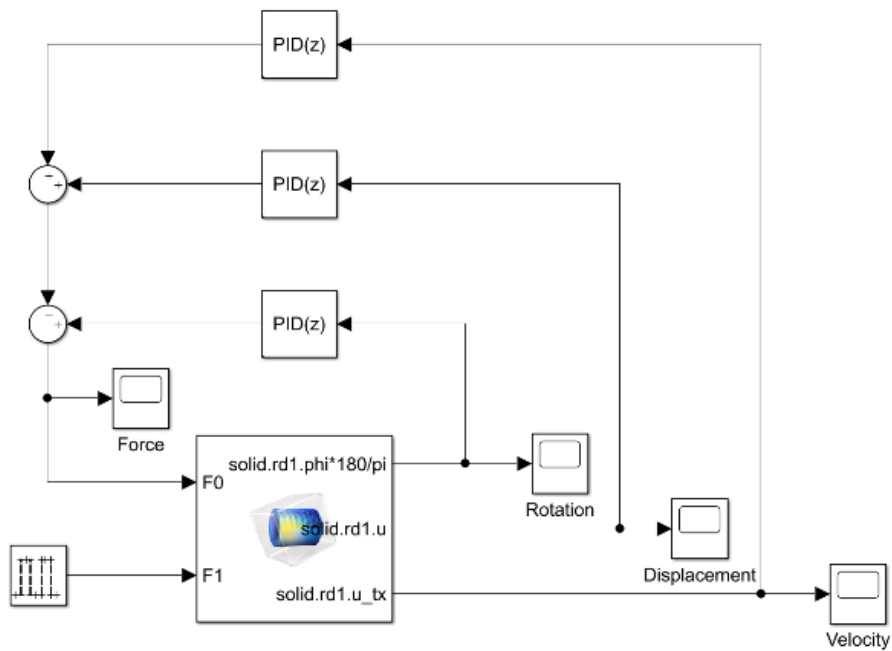 PID(z)
−
+
PID(z)
−
+
PID(z)
Force
solid.rd1.phi*180/pi
F0
Rotation
solid.rd1.u
F1
Displacement
solid.rd1.u_tx
Velocity